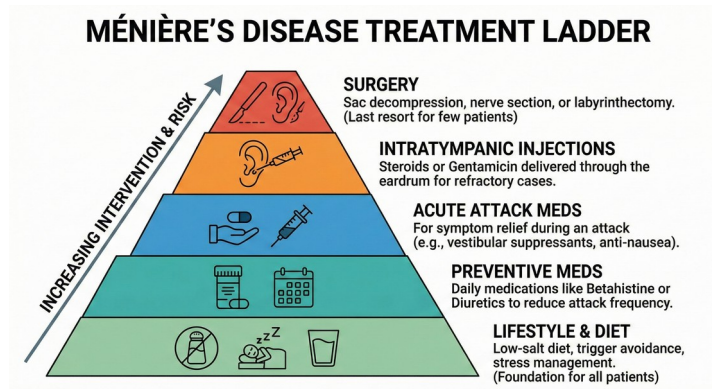 MÉNIÈRE'S DISEASE TREATMENT LADDER
INCREASING INTERVENTION & RISK
SURGERY
Sac decompression, nerve section, or labyrinthectomy.
(Last resort for few patients)
INTRATYMPANIC INJECTIONS
Steroids or Gentamicin delivered through the
eardrum for refractory cases.
ACUTE ATTACK MEDS
For symptom relief during an attack
(e.g., vestibular suppressants, anti-nausea).
PREVENTIVE MEDS
Daily medications like Betahistine or
Diuretics to reduce attack frequency.
LIFESTYLE & DIET
Low-salt diet, trigger avoidance,
stress management.
(Foundation for all patients)
zzZ